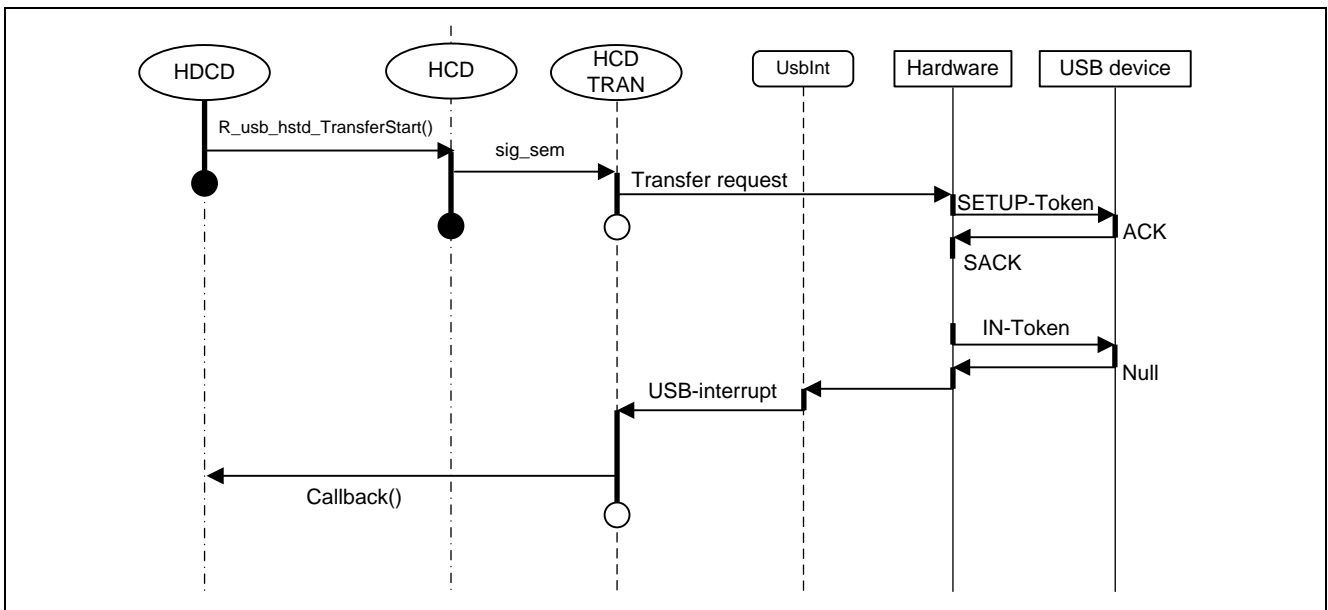 HDCD
HCD
HCD
TRAN
UsbInt
Hardware
USB device
R_usb_hstd_TransferStart()
sig_sem
Transfer request
SETUP-Token
ACK
SACK
IN-Token
Null
USB-interrupt
Callback()